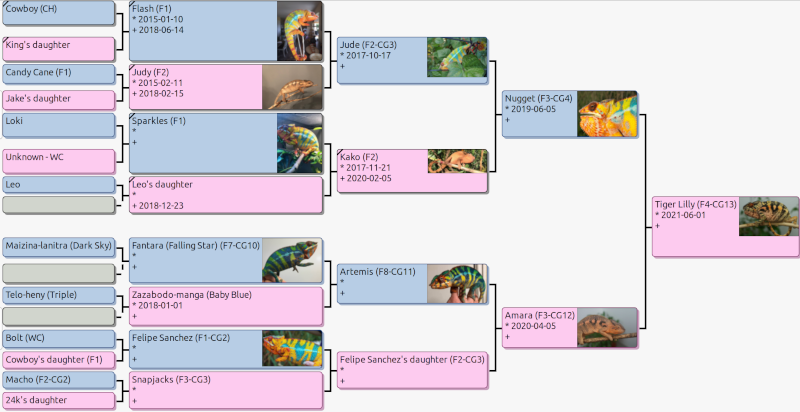 Cowboy (CH)
King's daughter
Candy Cane (F1)
Jake's daughter
Loki
Unknown - WC
Leo
Maizina-lanitra (Dark Sky)
Telo-heny (Triple)
Bolt (WC)
Cowboy's daughter (F1)
Macho (F2-CG2)
24k's daughter
Flash (F1)
* 2015-01-10
+ 2018-06-14
Judy (F2)
* 2015-02-11
+ 2018-02-15
Sparkles (F1)
*
+
Leo's daughter
*
+ 2018-12-23
Fantara (Falling Star) (F7-CG10)
*
+
Zazabodo-manga (Baby Blue)
* 2018-01-01
+
Felipe Sanchez (F1-CG2)
*
+
Snapjacks (F3-CG3)
*
+
Jude (F2-CG3)
* 2017-10-17
+
Kako (F2)
* 2017-11-21
+ 2020-02-05
Artemis (F8-CG11)
*
+
Felipe Sanchez's daughter (F2-CG3)
*
+
Nugget (F3-CG4)
* 2019-06-05
+
Amara (F3-CG12)
* 2020-04-05
+
Tiger Lilly (F4-CG13)
* 2021-06-01
+